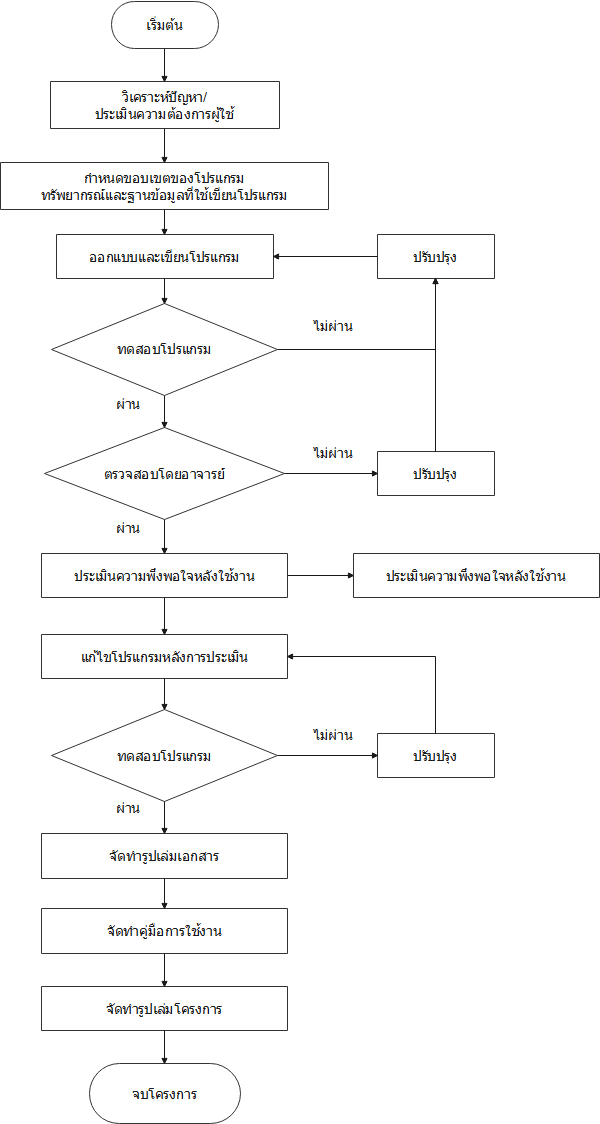 เริ่มต้น
วิเคราะห์ปัญหา/
ประเมินความต้องการผู้ใช้
กำหนดขอบเขตของโปรแกรม
ทรัพยากรณ์และฐานข้อมูลที่ใช้เขียนโปรแกรม
ออกแบบและเขียนโปรแกรม
ปรับปรุง
ไม่ผ่าน
ทดสอบโปรแกรม
ผ่าน
ไม่ผ่าน
ตรวจสอบโดยอาจารย์
ปรับปรุง
ผ่าน
ประเมินความพึงพอใจหลังใช้งาน
ประเมินความพึงพอใจหลังใช้งาน
แก้ไขโปรแกรมหลังการประเมิน
ไม่ผ่าน
ทดสอบโปรแกรม
ปรับปรุง
ผ่าน
จัดทำรูปเล่มเอกสาร
จัดทำคู่มือการใช้งาน
จัดทำรูปเล่มโครงการ
จบโครงการ